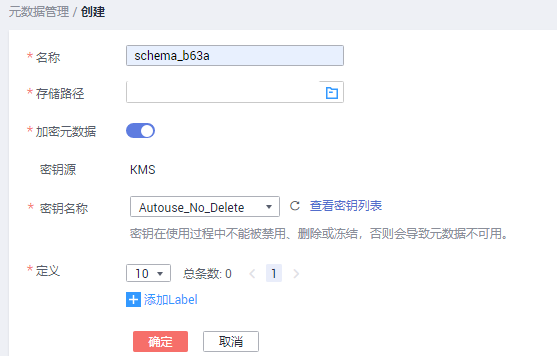 元数据管理 / 创建
* 名称 schema_b63a
* 存储路径
* 加密元数据
密钥源 KMS
* 密钥名称 Autouse_No_Delete 查看密钥列表
密钥在使用过程中不能被禁用、删除或冻结，否则会导致元数据不可用。
* 定义 10 总条数: 0 < 1 >
添加Label
确定 取消